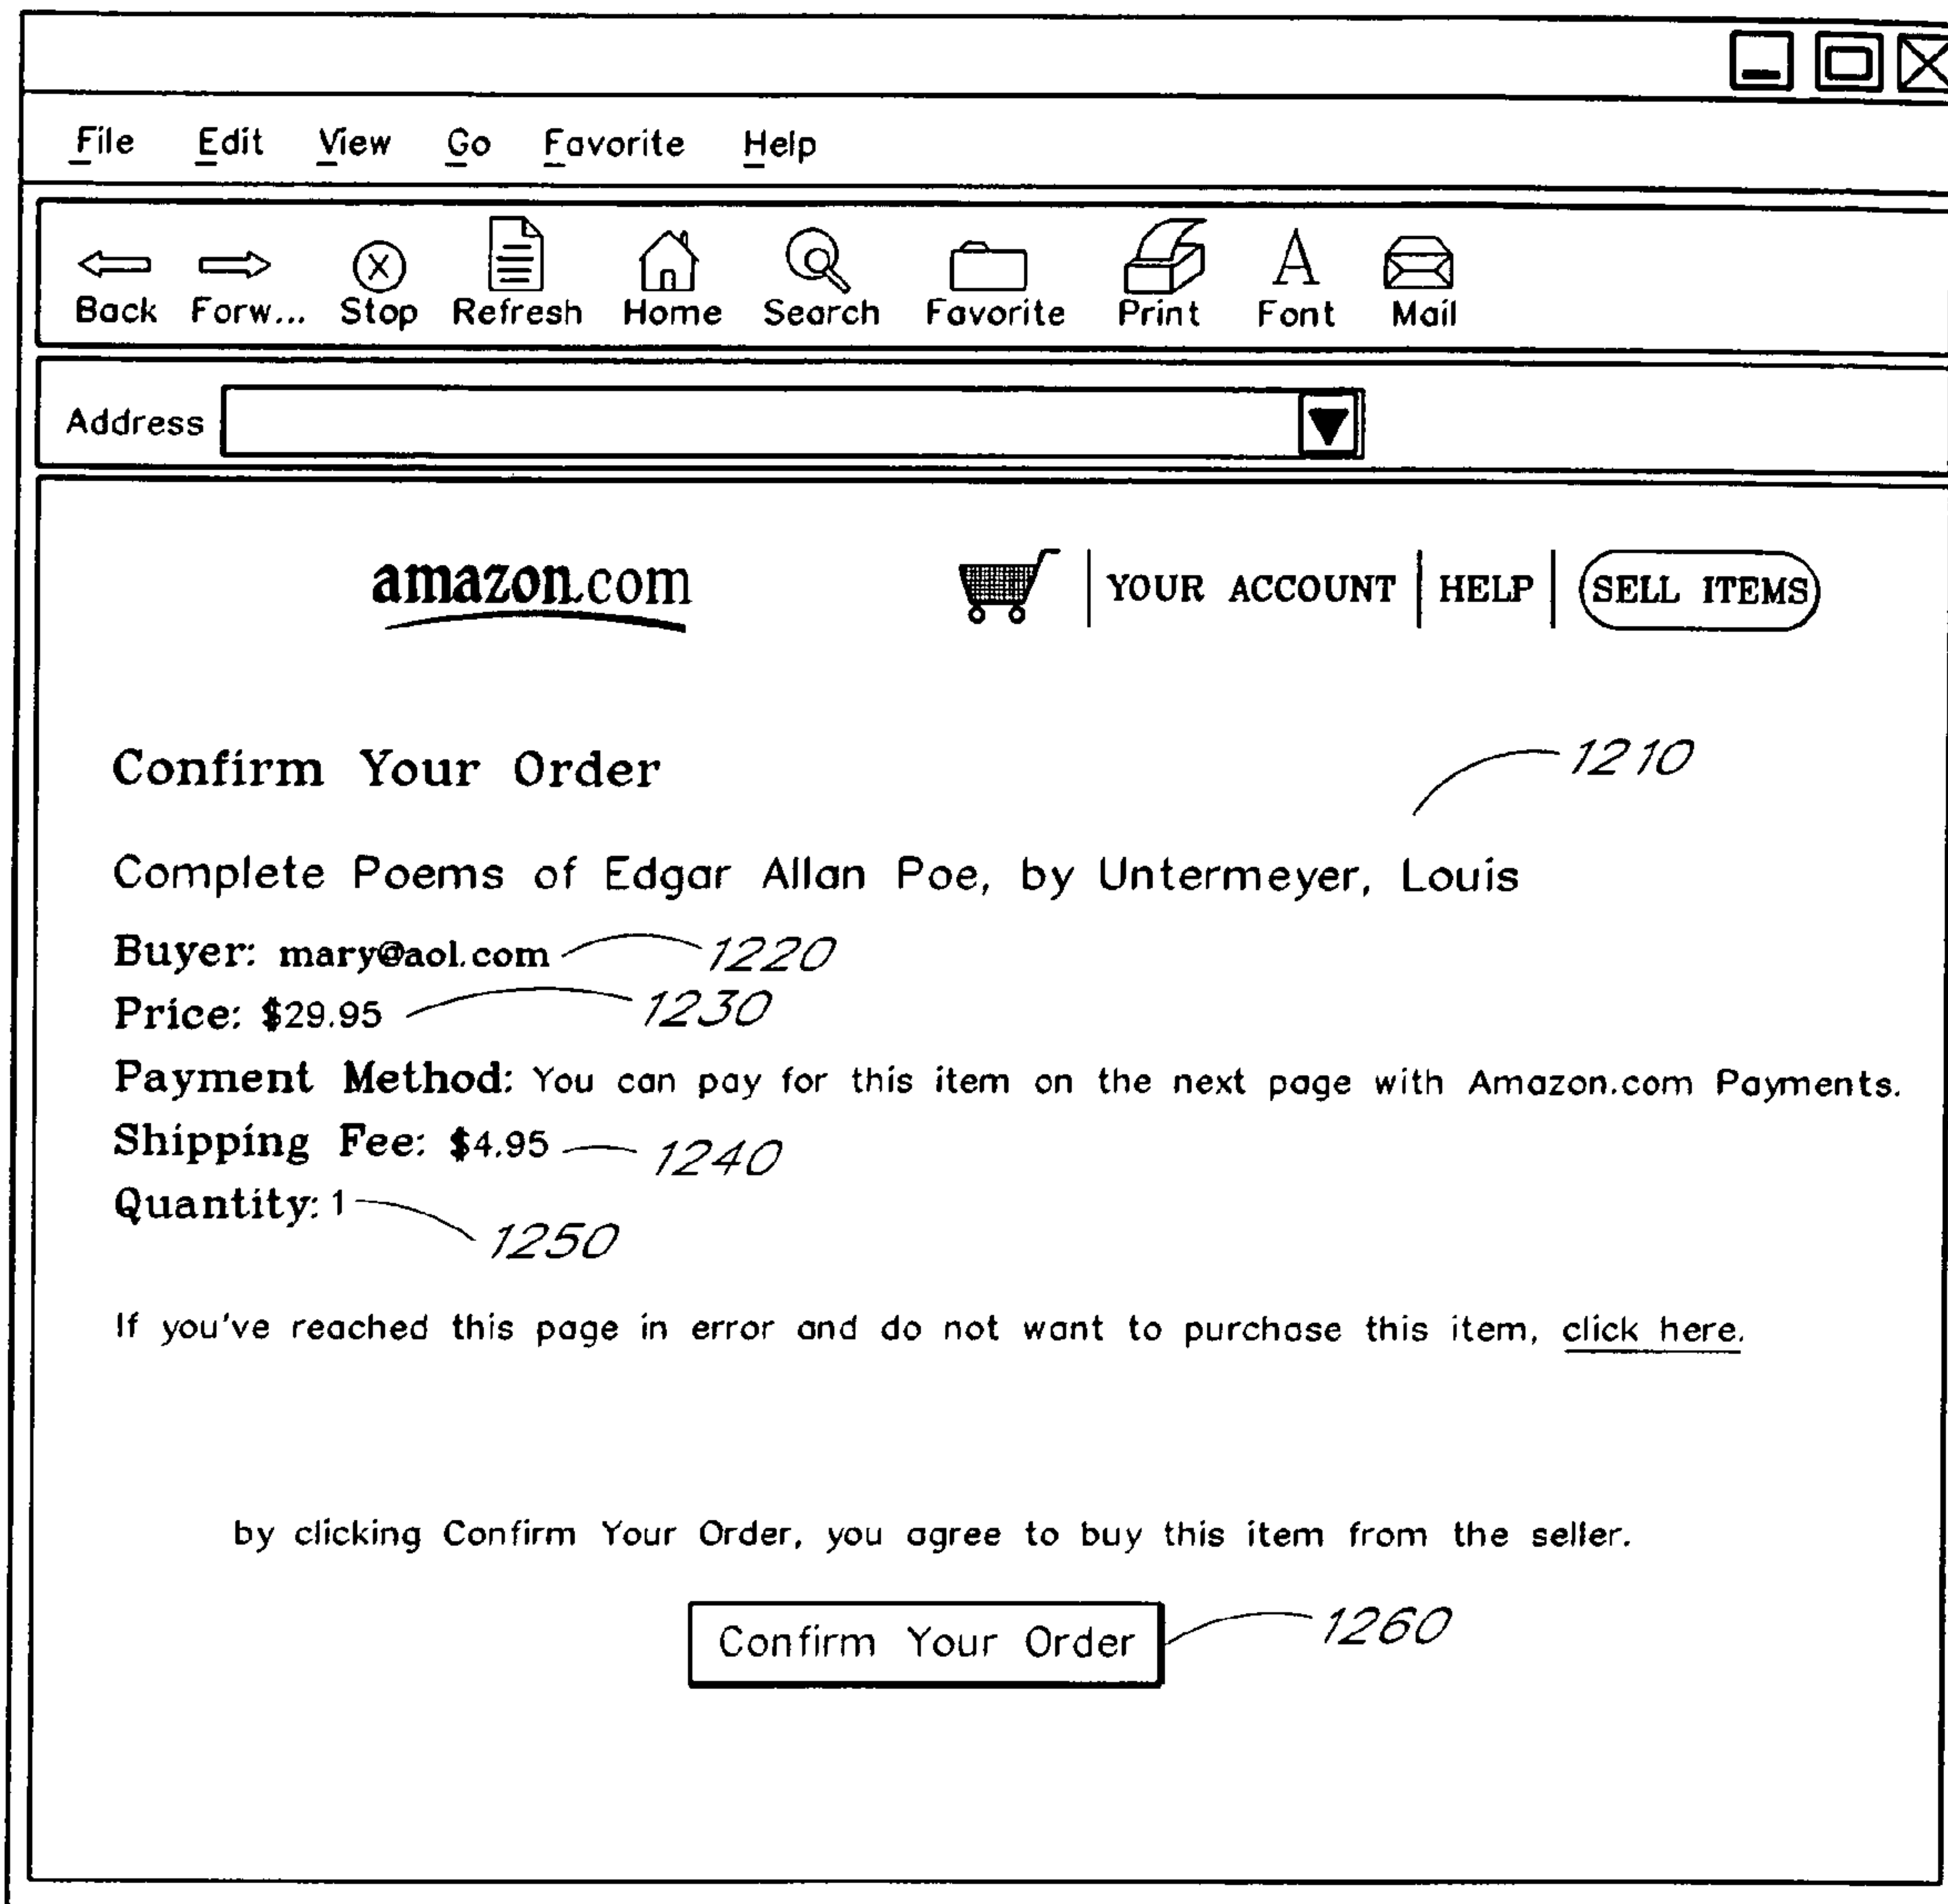 File Edit View Go Favorite Help
Back Forw... Stop Refresh Home Search Favorite Print Font Mail
Address
amazon.com YOUR ACCOUNT HELP SELL ITEMS
Confirm Your Order 1210
Complete Poems of Edgar Allan Poe, by Untermeyer, Louis
Buyer: mary@aol.com 1220
Price: $29.95 1230
Payment Method: You can pay for this item on the next page with Amazon.com Payments.
Shipping Fee: $4.95 1240
Quantity: 1 1250
If you've reached this page in error and do not want to purchase this item, click here.
by clicking Confirm Your Order, you agree to buy this item from the seller.
Confirm Your Order 1260